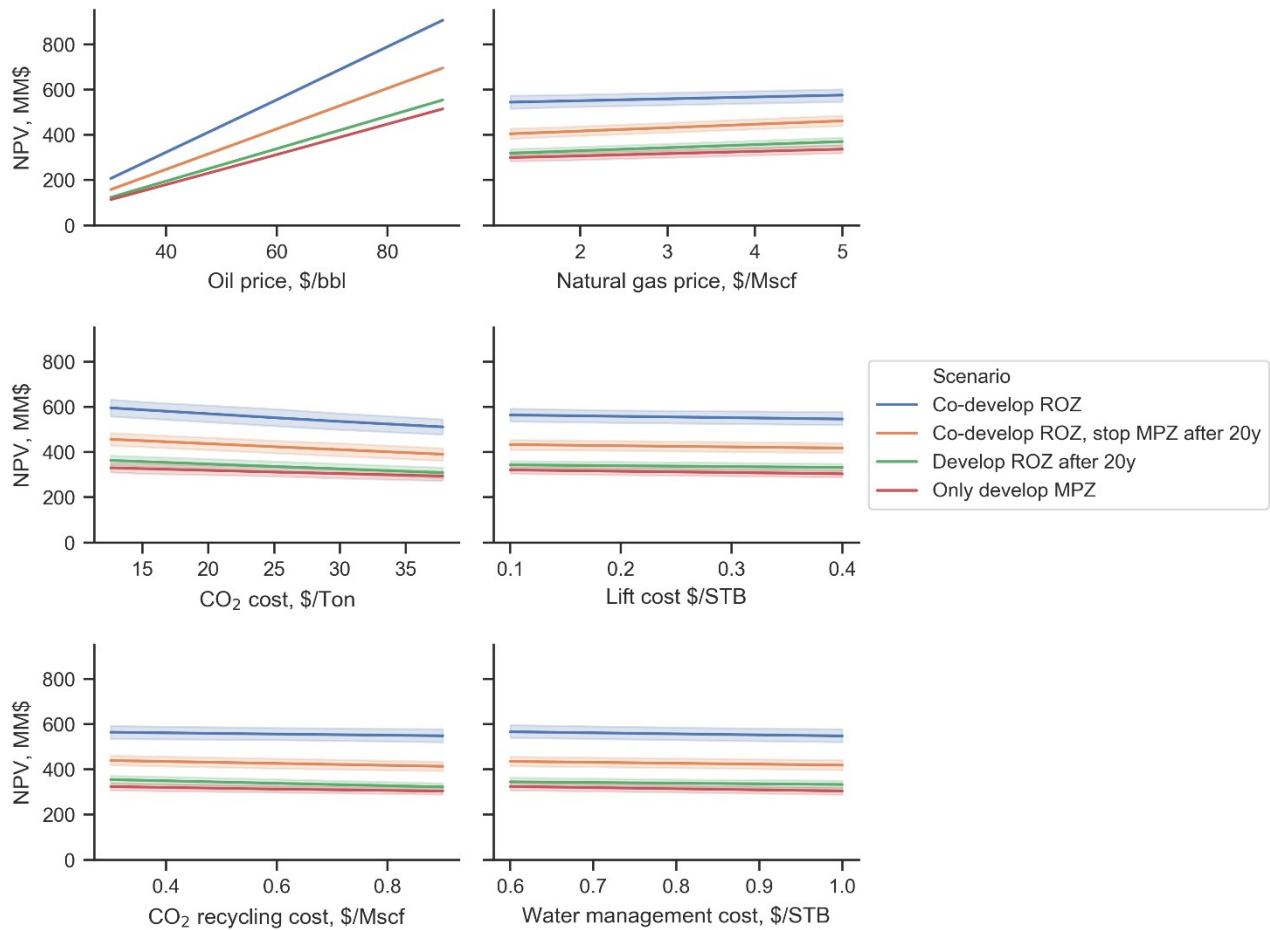 NPV, MM$
800
600
400
200
0
40
60
80
Oil price, $/bbl
2
3
4
5
Natural gas price, $/Mscf
NPV, MM$
800
600
400
200
0
15
20
25
30
35
CO₂ cost, $/Ton
0.1
0.2
0.3
0.4
Lift cost $/STB
Scenario
Co-develop ROZ
Co-develop ROZ, stop MPZ after 20y
Develop ROZ after 20y
Only develop MPZ
NPV, MM$
800
600
400
200
0
0.4
0.6
0.8
CO₂ recycling cost, $/Mscf
0.6
0.7
0.8
0.9
1.0
Water management cost, $/STB